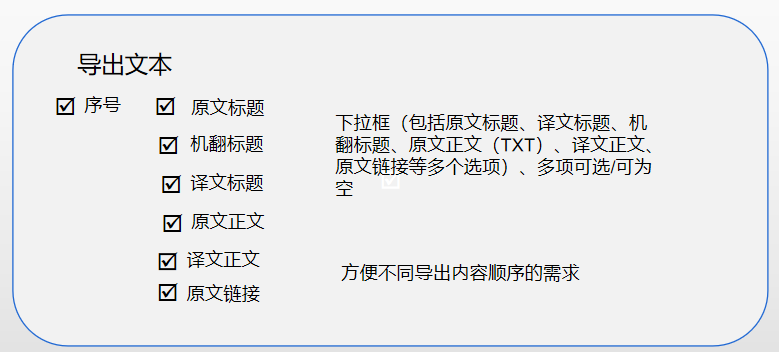 导出文本
序号
原文标题
机翻标题
译文标题
原文正文
译文正文
原文链接
下拉框（包括原文标题、译文标题、机
翻标题、原文正文（TXT）、译文正文、
原文链接等多个选项）、多项可选/可为
空
方便不同导出内容顺序的需求